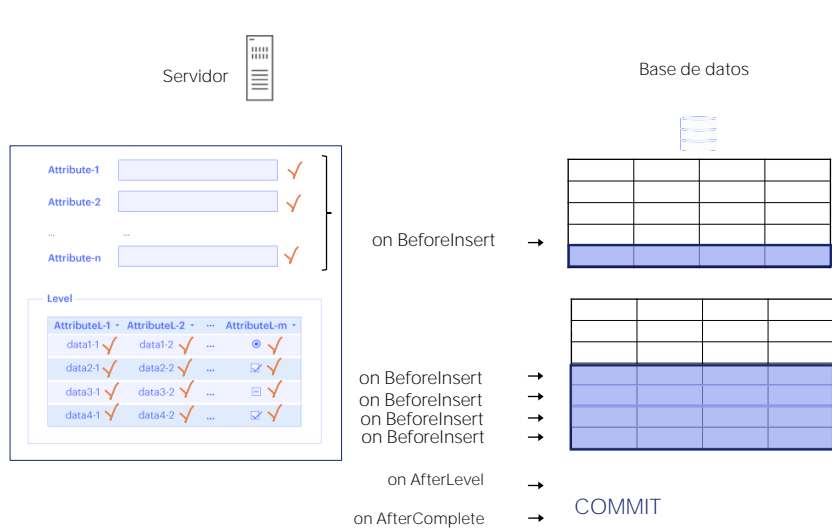 Servidor
Base de datos
Attribute-1
Attribute-2
... ...
Attribute-n
on BeforeInsert
Level
AttributeL-1 AttributeL-2 ... AttributeL-m
data1-1 data1-2 ...
data2-1 data2-2 ...
data3-1 data3-2 ...
data4-1 data4-2 ...
on BeforeInsert
on BeforeInsert
on BeforeInsert
on BeforeInsert
on AfterLevel
on AfterComplete
COMMIT